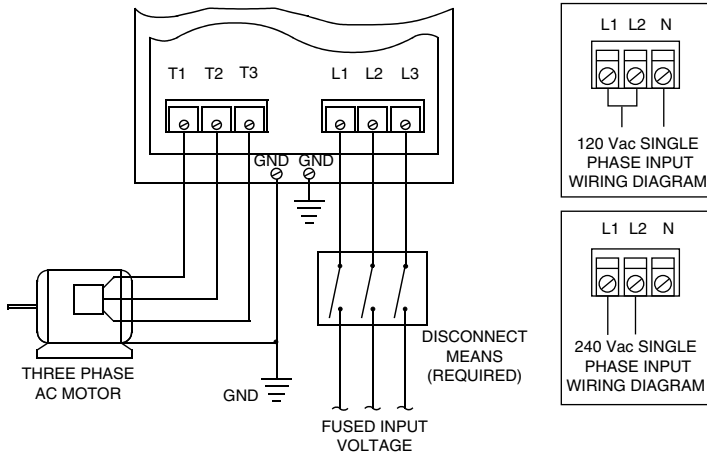 T1 T2 T3
L1 L2 L3
GND GND
THREE PHASE
AC MOTOR
GND
DISCONNECT
MEANS
(REQUIRED)
FUSED INPUT
VOLTAGE
L1 L2 N
120 Vac SINGLE
PHASE INPUT
WIRING DIAGRAM
L1 L2 N
240 Vac SINGLE
PHASE INPUT
WIRING DIAGRAM